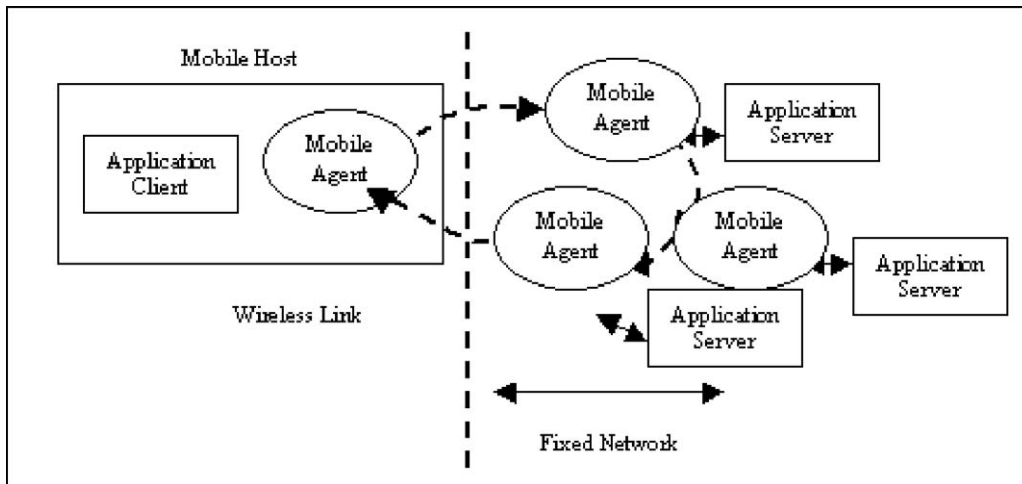 Mobile Host
Application
Client
Mobile
Agent
Mobile
Agent
Application
Server
Mobile
Agent
Mobile
Agent
Application
Server
Application
Server
Wireless Link
Fixed Network